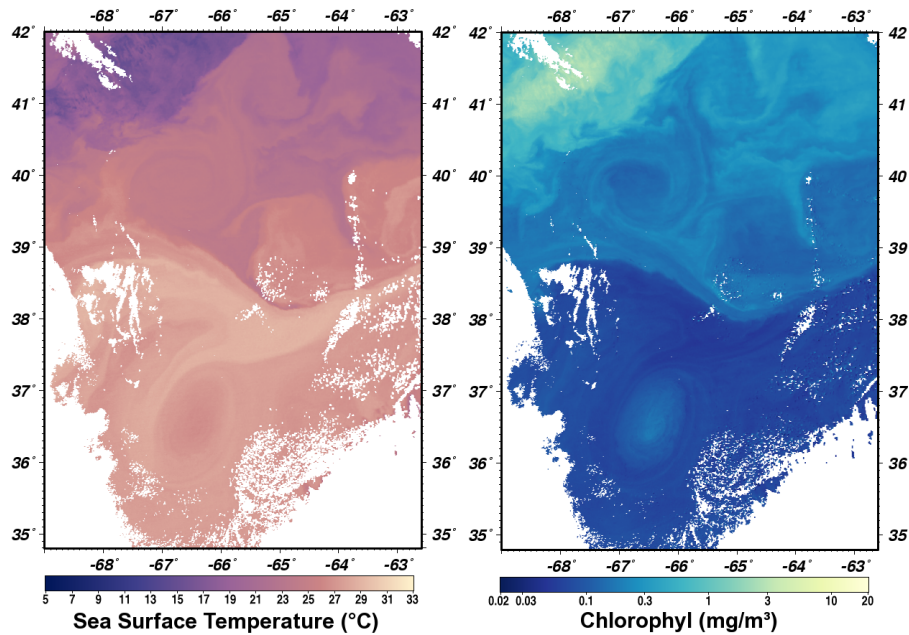 -68° -67° -66° -65° -64° -63° -68° -67° -66° -65° -64° -63°
42° 42° 42° 42
41° 41° 41° 41
40° 40° 40° 40
39° 39° 39° 39
38° 38° 38° 38
37° 37° 37° 37
36° 36° 36° 36
35° 35° 35° 35
-68° -67° -66° -65° -64° -63° -68° -67° -66° -65° -64° -63°
5 7 9 11 13 15 17 19 21 23 25 27 29 31 33 0.02 0.03 0.1 0.3 1 3 10 20
Sea Surface Temperature (°C) Chlorophyl (mg/m³)